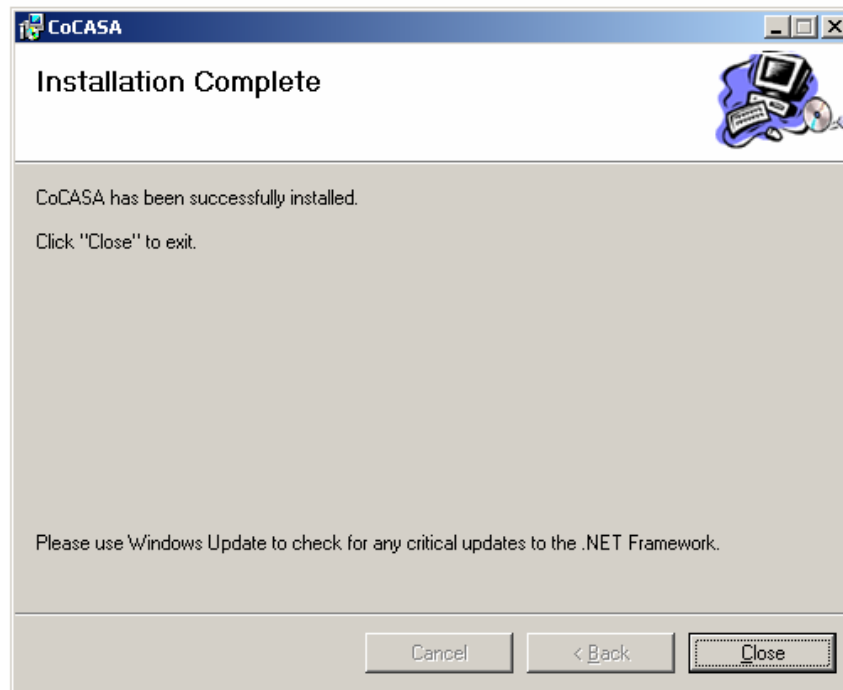 CoCASA
Installation Complete
CoCASA has been successfully installed.
Click "Close" to exit.
Please use Windows Update to check for any critical updates to the .NET Framework.
Cancel
< Back
Close